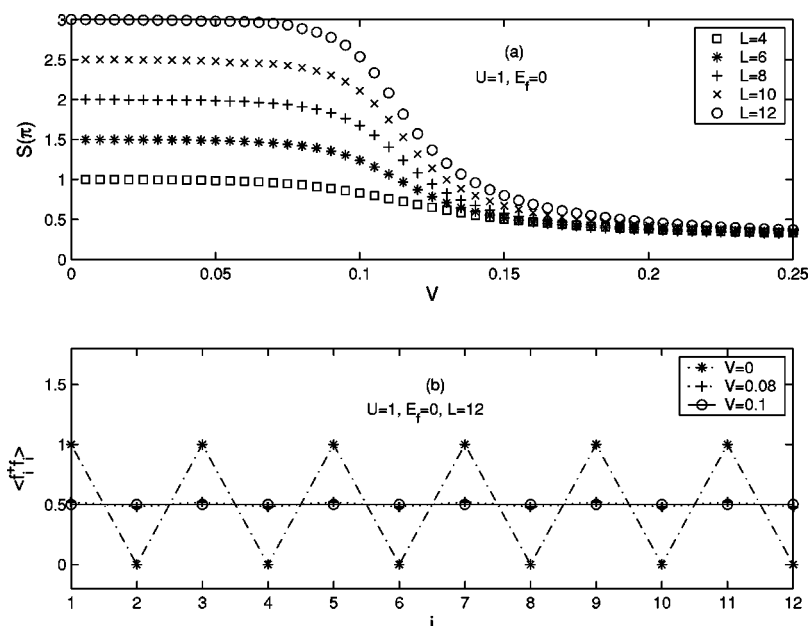 3
2.5
2
1.5
1
0.5
0
S(π)
(a)
U=1, E_f=0
L=4
L=6
L=8
L=10
L=12
0 0.05 0.1 0.15 0.2 0.25
V
1.5
1
0.5
0
<f_i^+f_i>
(b)
U=1, E_f=0, L=12
V=0
V=0.08
V=0.1
1 2 3 4 5 6 7 8 9 10 11 12
i